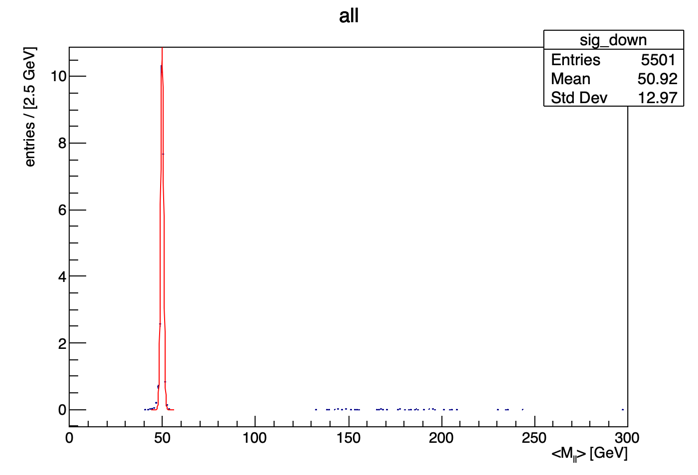 all
sig_down
Entries 5501
Mean 50.92
Std Dev 12.97
entries / [2.5 GeV]
10
8
6
4
2
0
0 50 100 150 200 250 300
<M_ll> [GeV]